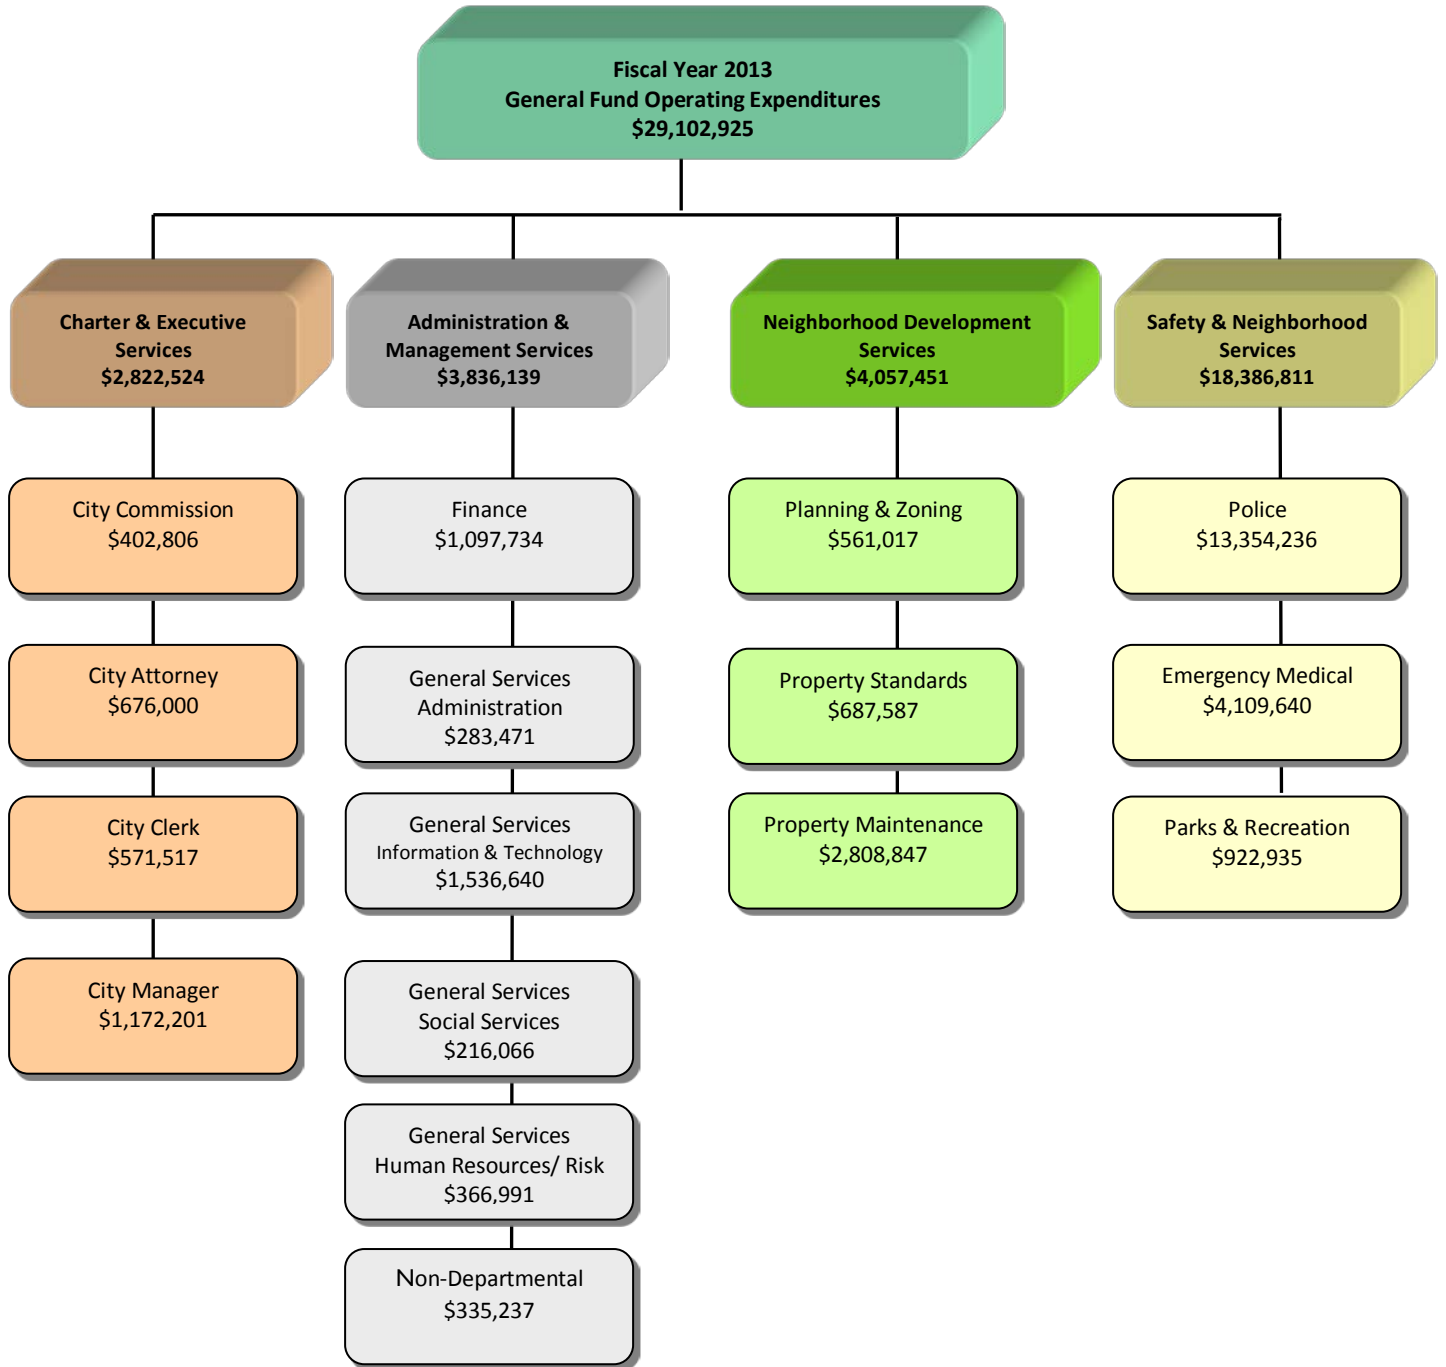 Fiscal Year 2013
General Fund Operating Expenditures
$29,102,925
Charter & Executive
Services
$2,822,524
City Commission
$402,806
City Attorney
$676,000
City Clerk
$571,517
City Manager
$1,172,201
Administration &
Management Services
$3,836,139
Finance
$1,097,734
General Services
Administration
$283,471
General Services
Information & Technology
$1,536,640
General Services
Social Services
$216,066
General Services
Human Resources/ Risk
$366,991
Non-Departmental
$335,237
Neighborhood Development
Services
$4,057,451
Planning & Zoning
$561,017
Property Standards
$687,587
Property Maintenance
$2,808,847
Safety & Neighborhood
Services
$18,386,811
Police
$13,354,236
Emergency Medical
$4,109,640
Parks & Recreation
$922,935